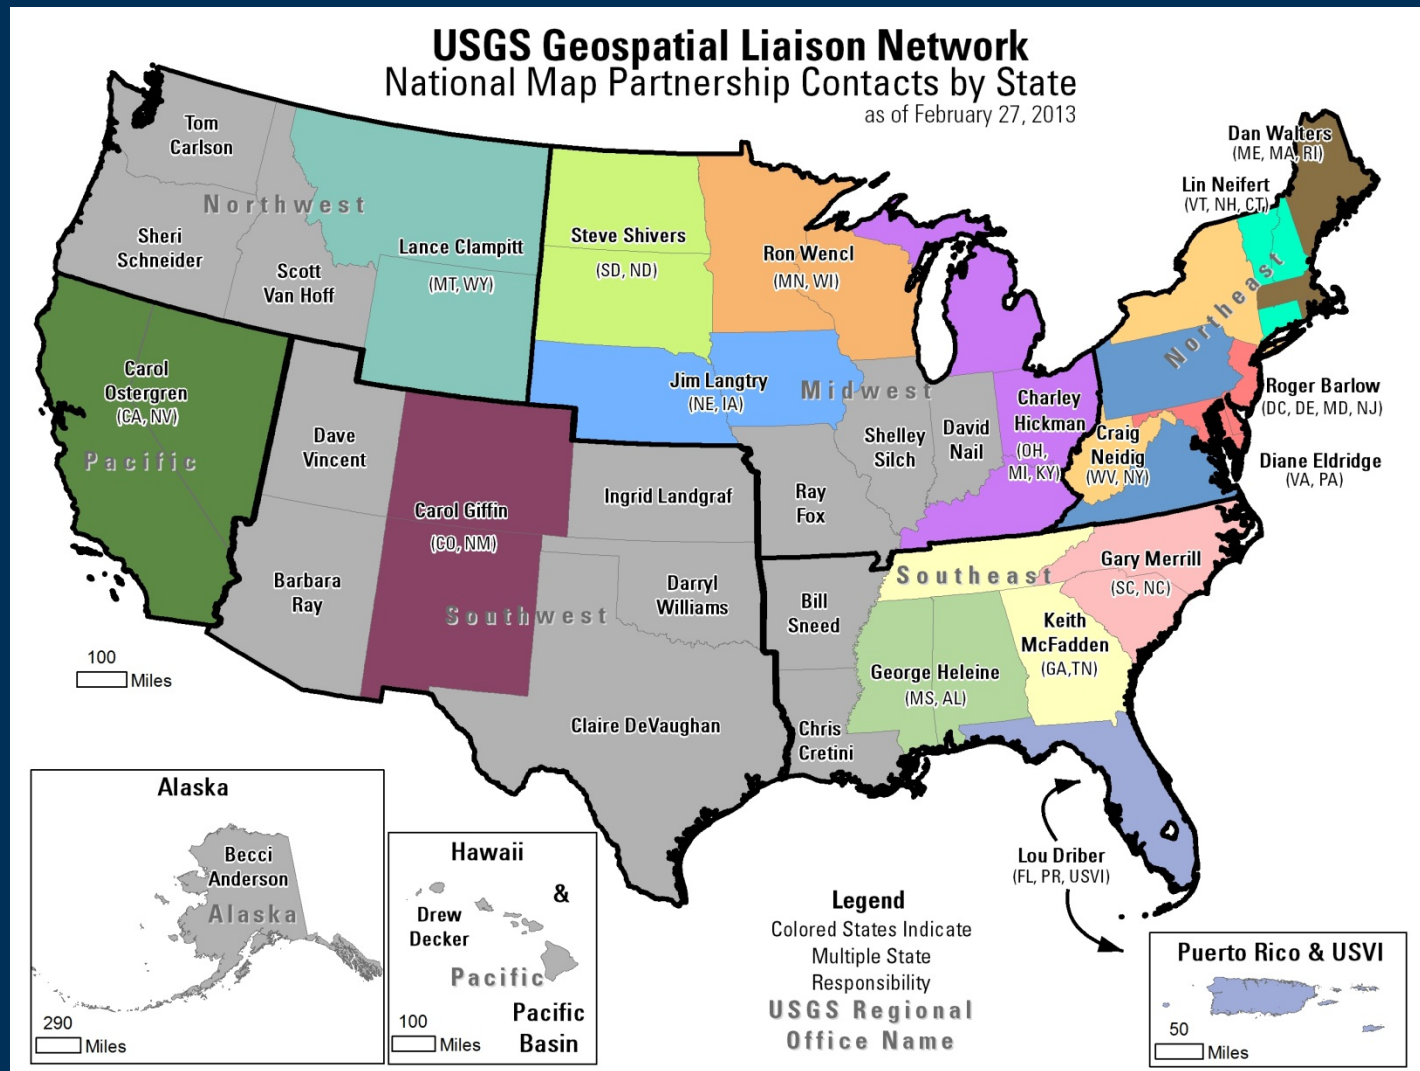 USGS Geospatial Liaison Network
National Map Partnership Contacts by State
as of February 27, 2013
Tom
Carlson
Northwest
Sheri
Schneider
Scott
Van Hoff
Lance Clampitt
(MT, WY)
Steve Shivers
(SD, ND)
Ron Wencl
(MN, WI)
Dan Walters
(ME, MA, RI)
Lin Neifert
(VT, NH, CT)
Northeast
Carol
Ostergren
(CA, NV)
Pacific
Dave
Vincent
Jim Langtry
(NE, IA)
Midwest
Shelley
Silch
David
Nail
Charley
Hickman
(OH,
MI, KY)
Craig
Neidig
(WV, NY)
Roger Barlow
(DC, DE, MD, NJ)
Diane Eldridge
(VA, PA)
Carol Giffin
(CO, NM)
Ingrid Landgraf
Ray
Fox
Barbara
Ray
Southwest
Darryl
Williams
Bill
Sneed
Southeast
Gary Merrill
(SC, NC)
Keith
McFadden
(GA,TN)
George Heleine
(MS, AL)
Claire DeVaughan
Chris
Cretini
100
Miles
Lou Driber
(FL, PR, USVI)
Alaska
Becci
Anderson
Alaska
290
Miles
Hawaii
&
Drew
Decker
Pacific
Pacific
Basin
100
Miles
Legend
Colored States Indicate
Multiple State
Responsibility
USGS Regional
Office Name
Puerto Rico & USVI
50
Miles